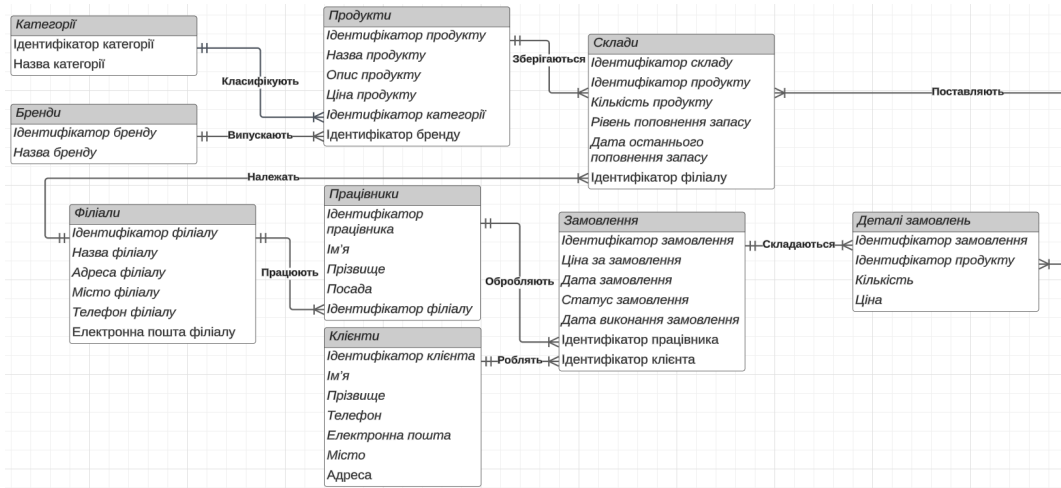 Категорії
Ідентифікатор категорії
Назва категорії
Бренди
Ідентифікатор бренду
Назва бренду
Класифікують
Випускають
Продукти
Ідентифікатор продукту
Назва продукту
Опис продукту
Ціна продукту
Ідентифікатор категорії
Ідентифікатор бренду
Зберігаються
Склади
Ідентифікатор складу
Ідентифікатор продукту
Кількість продукту
Рівень поповнення запасу
Дата останнього
поповнення запасу
Ідентифікатор філіалу
Поставляють
Належать
Філіали
Ідентифікатор філіалу
Назва філіалу
Адреса філіалу
Місто філіалу
Телефон філіалу
Електронна пошта філіалу
Працюють
Працівники
Ідентифікатор
працівника
Ім'я
Прізвище
Посада
Ідентифікатор філіалу
Обробляють
Клієнти
Ідентифікатор клієнта
Ім'я
Прізвище
Телефон
Електронна пошта
Місто
Адреса
Роблять
Замовлення
Ідентифікатор замовлення
Ціна за замовлення
Дата замовлення
Статус замовлення
Дата виконання замовлення
Ідентифікатор працівника
Ідентифікатор клієнта
Складаються
Деталі замовлень
Ідентифікатор замовлення
Ідентифікатор продукту
Кількість
Ціна